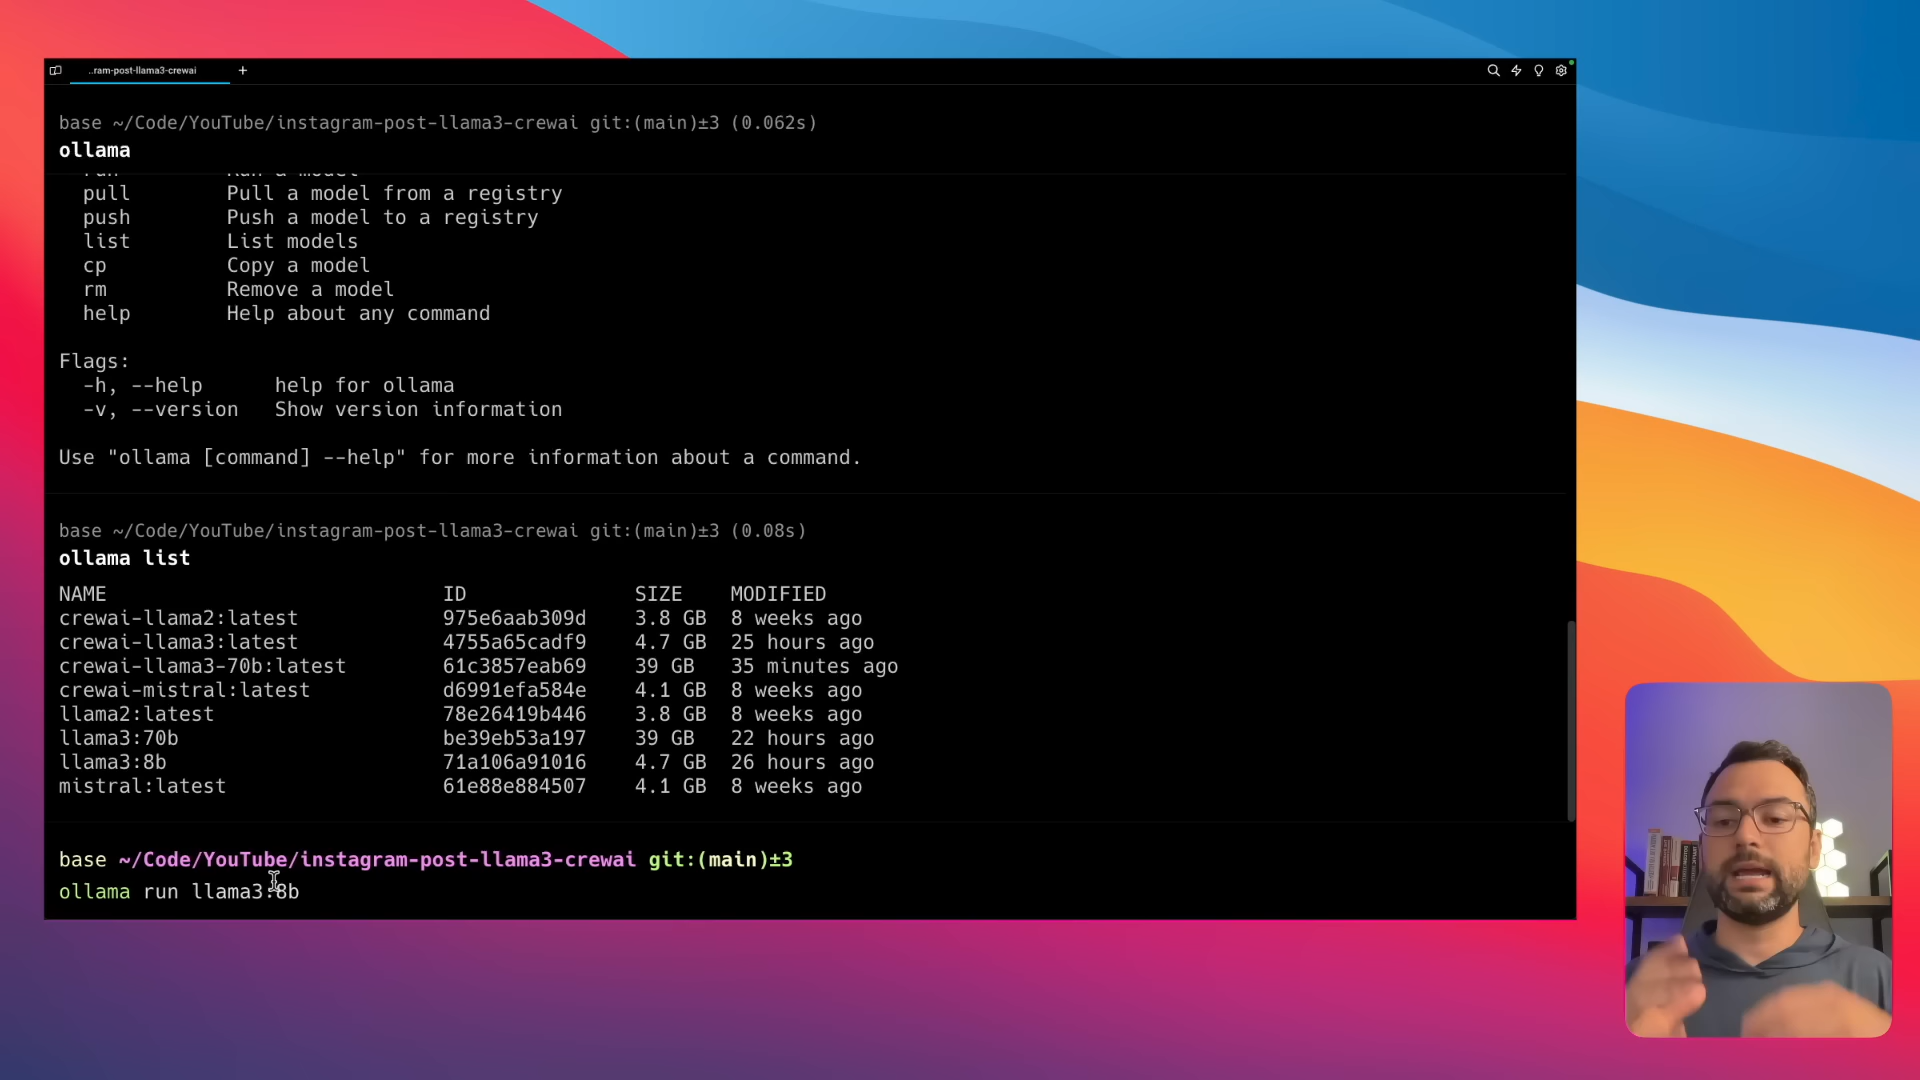 ..ram-post-llama3-crewai +
base ~/Code/YouTube/instagram-post-llama3-crewai git:(main)±3 (0.062s)
ollama
run Run a model
pull Pull a model from a registry
push Push a model to a registry
list List models
cp Copy a model
rm Remove a model
help Help about any command
Flags:
-h, --help help for ollama
-v, --version Show version information
Use "ollama [command] --help" for more information about a command.
base ~/Code/YouTube/instagram-post-llama3-crewai git:(main)±3 (0.08s)
ollama list
NAME ID SIZE MODIFIED
crewai-llama2:latest 975e6aab309d 3.8 GB 8 weeks ago
crewai-llama3:latest 4755a65cadf9 4.7 GB 25 hours ago
crewai-llama3-70b:latest 61c3857eab69 39 GB 35 minutes ago
crewai-mistral:latest d6991efa584e 4.1 GB 8 weeks ago
llama2:latest 78e26419b446 3.8 GB 8 weeks ago
llama3:70b be39eb53a197 39 GB 22 hours ago
llama3:8b 71a106a91016 4.7 GB 26 hours ago
mistral:latest 61e88e884507 4.1 GB 8 weeks ago
base ~/Code/YouTube/instagram-post-llama3-crewai git:(main)±3
ollama run llama3:8b